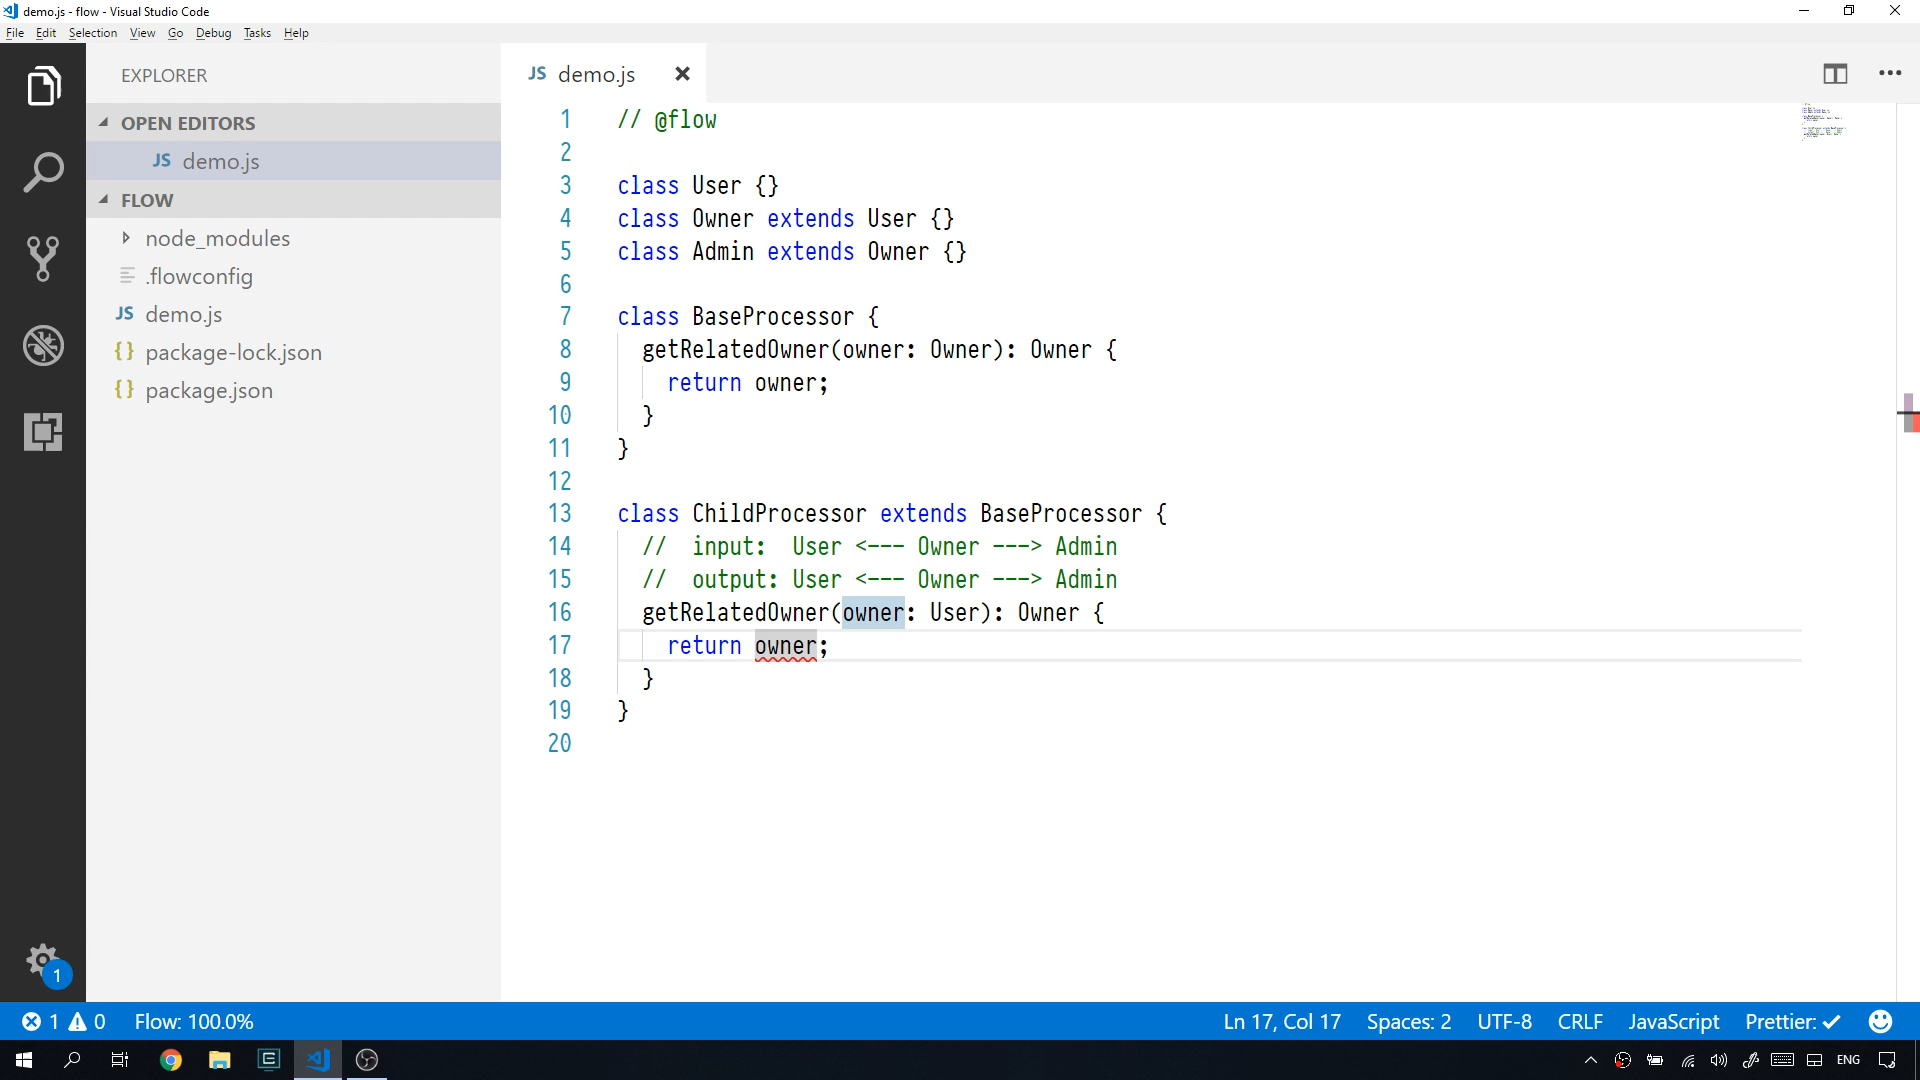 demo.js - flow - Visual Studio Code
File Edit Selection View Go Debug Tasks Help
EXPLORER
OPEN EDITORS
JS demo.js
FLOW
node_modules
.flowconfig
JS demo.js
{} package-lock.json
{} package.json
JS demo.js
1 // @flow
2
3 class User {}
4 class Owner extends User {}
5 class Admin extends Owner {}
6
7 class BaseProcessor {
8 getRelatedOwner(owner: Owner): Owner {
9 return owner;
10 }
11 }
12
13 class ChildProcessor extends BaseProcessor {
14 // input: User <--- Owner ---> Admin
15 // output: User <--- Owner ---> Admin
16 getRelatedOwner(owner: User): Owner {
17 return owner;
18 }
19 }
20
1
1 0 Flow: 100.0% Ln 17, Col 17 Spaces: 2 UTF-8 CRLF JavaScript Prettier: ✓
ENG